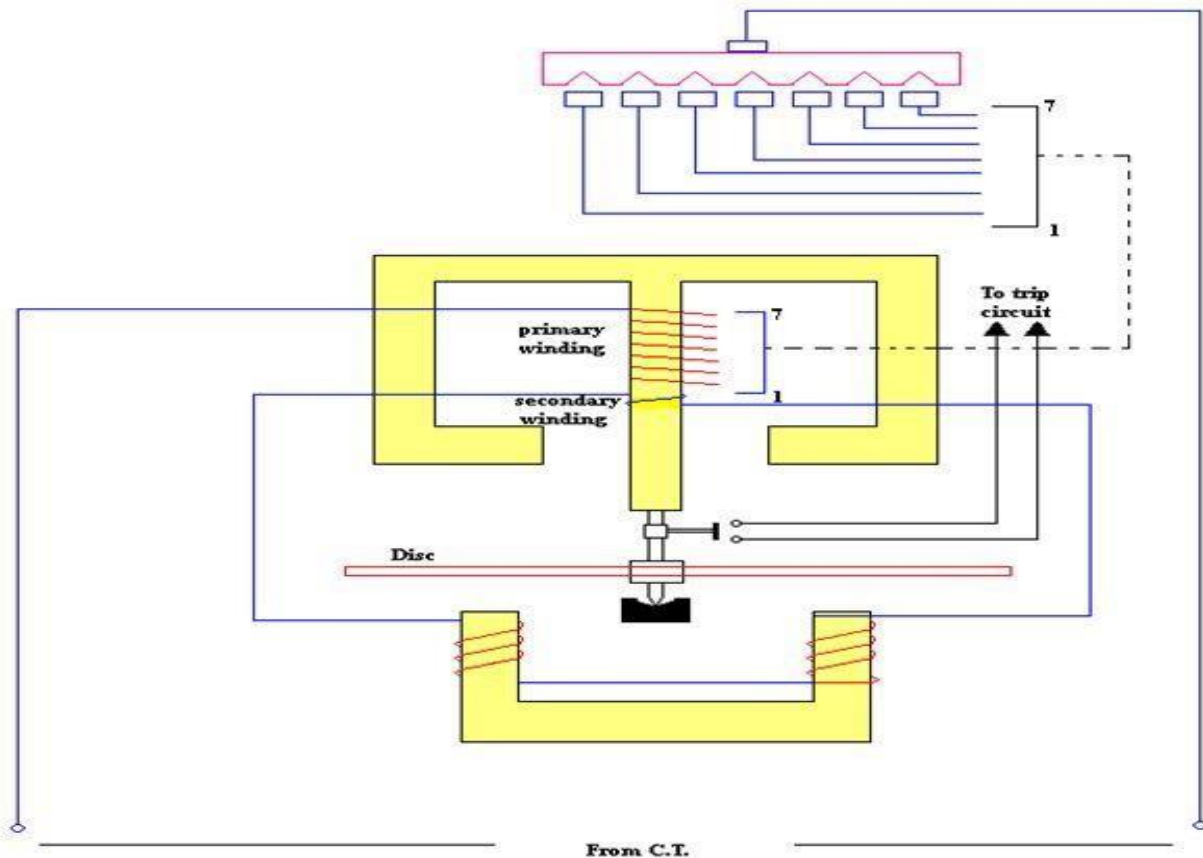 7
1
To trip
circuit
primary
winding
7
1
secondary
winding
Disc
From C.T.